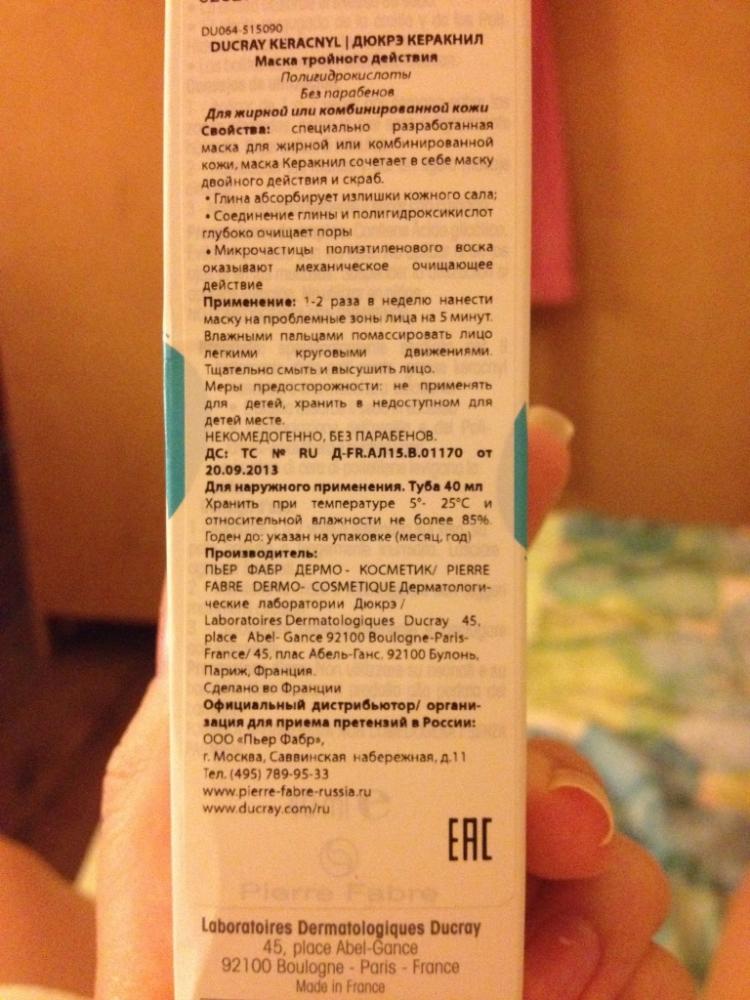 DU064-515090
DUCRAY KERACNYL | ДЮКРЭ КЕРАКНИЛ
Маска тройного действия
Полигидрокислоты
Без парабенов
Для жирной или комбинированной кожи
Свойства: специально разработанная
маска для жирной или комбинированной
кожи, маска Керакнил сочетает в себе маску
двойного действия и скраб.
• Глина абсорбирует излишки кожного сала;
• Соединение глины и полигидроксикислот
глубоко очищает поры
• Микрочастицы полиэтиленового воска
оказывают механическое очищающее
действие
Применение: 1-2 раза в неделю нанести
маску на проблемные зоны лица на 5 минут.
Влажными пальцами помассировать лицо
легкими круговыми движениями.
Тщательно смыть и высушить лицо.
Меры предосторожности: не применять
для детей, хранить в недоступном для
детей месте.
НЕКОМЕДОГЕННО, БЕЗ ПАРАБЕНОВ.
ДС: ТС № RU Д-FR.АЛ15.В.01170 от
20.09.2013
Для наружного применения. Туба 40 мл
Хранить при температуре 5°- 25°С и
относительной влажности не более 85%.
Годен до: указан на упаковке (месяц, год)
Производитель:
ПЬЕР ФАБР ДЕРМО - КОСМЕТИК/ PIERRE
FABRE DERMO- COSMETIQUE Дерматологи-
ческие лаборатории Дюкрэ /
Laboratoires Dermatologiques Ducray 45,
place Abel- Gance 92100 Boulogne-Paris-
France/ 45, плас Абель-Ганс. 92100 Булонь,
Париж, Франция.
Сделано во Франции
Официальный дистрибьютор/ органи-
зация для приема претензий в России:
ООО «Пьер Фабр»,
г. Москва, Саввинская набережная, д.11
Тел. (495) 789-95-33
www.pierre-fabre-russia.ru
www.ducray.com/ru
EAC
Pierre Fabre
Laboratoires Dermatologiques Ducray
45, place Abel-Gance
92100 Boulogne - Paris - France
Made in France